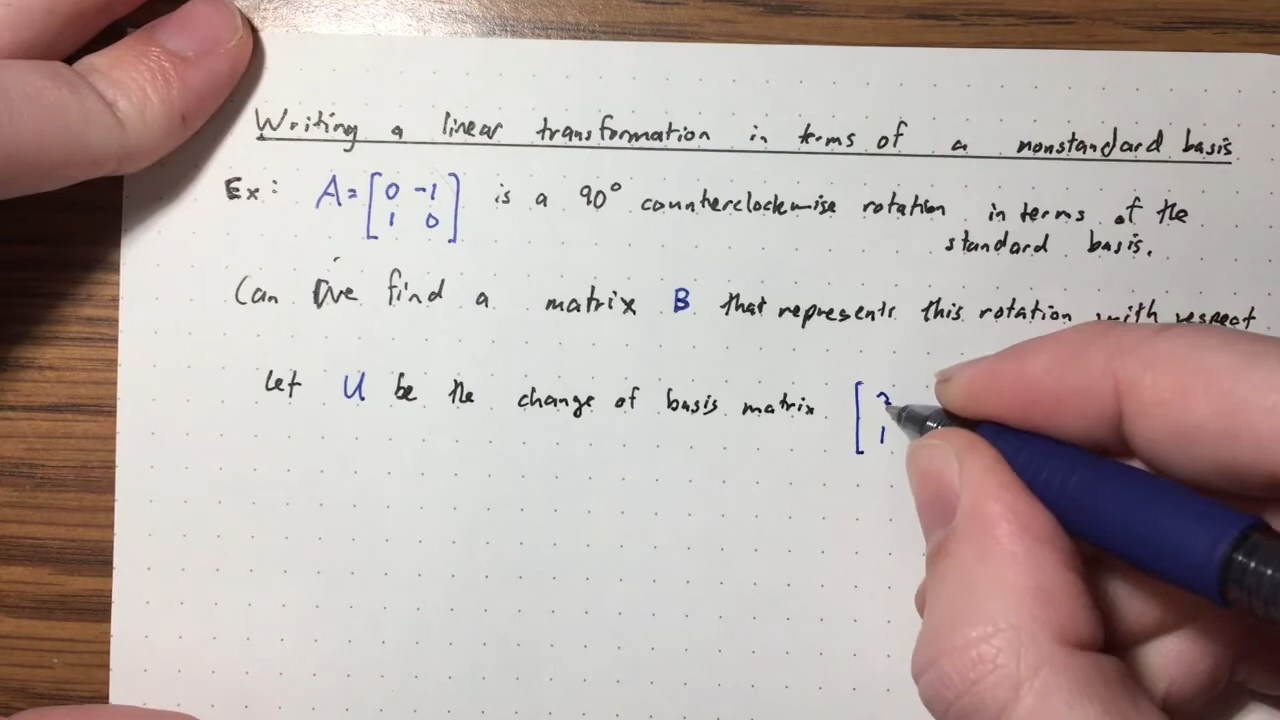 Writing a linear transformation in terms of a nonstandard basis
Ex: A = [0 -1] is a 90° counterclockwise rotation in terms of the
[1 0] standard basis.
Can we find a matrix B that represents this rotation with respect
Let U be the change of basis matrix [
1